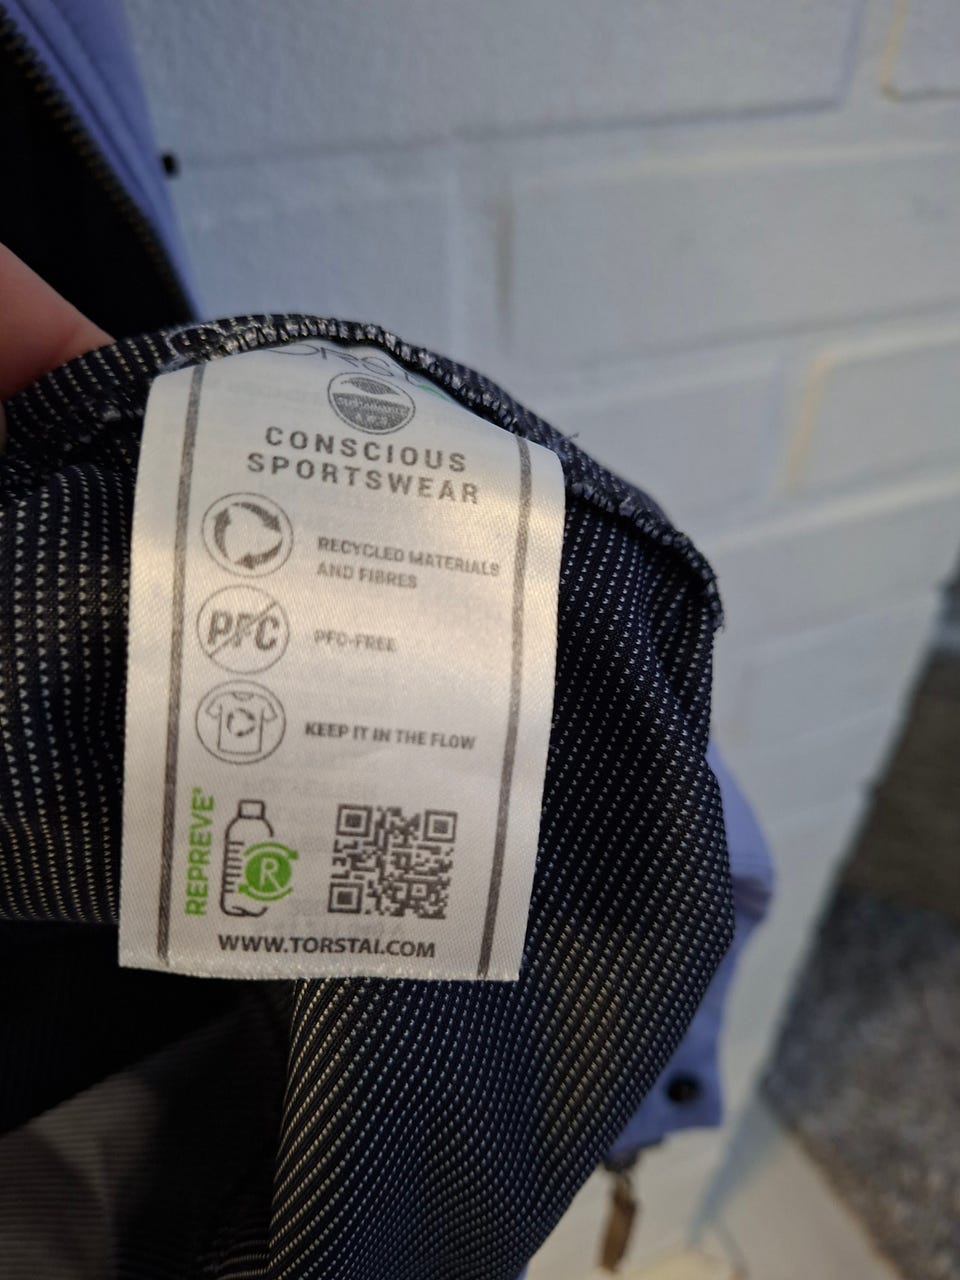 CONSCIOUS
SPORTSWEAR
RECYCLED MATERIALS
AND FIBRES
PFC
PFC-FREE
KEEP IT IN THE FLOW
REPREVE®
R
WWW.TORSTAI.COM